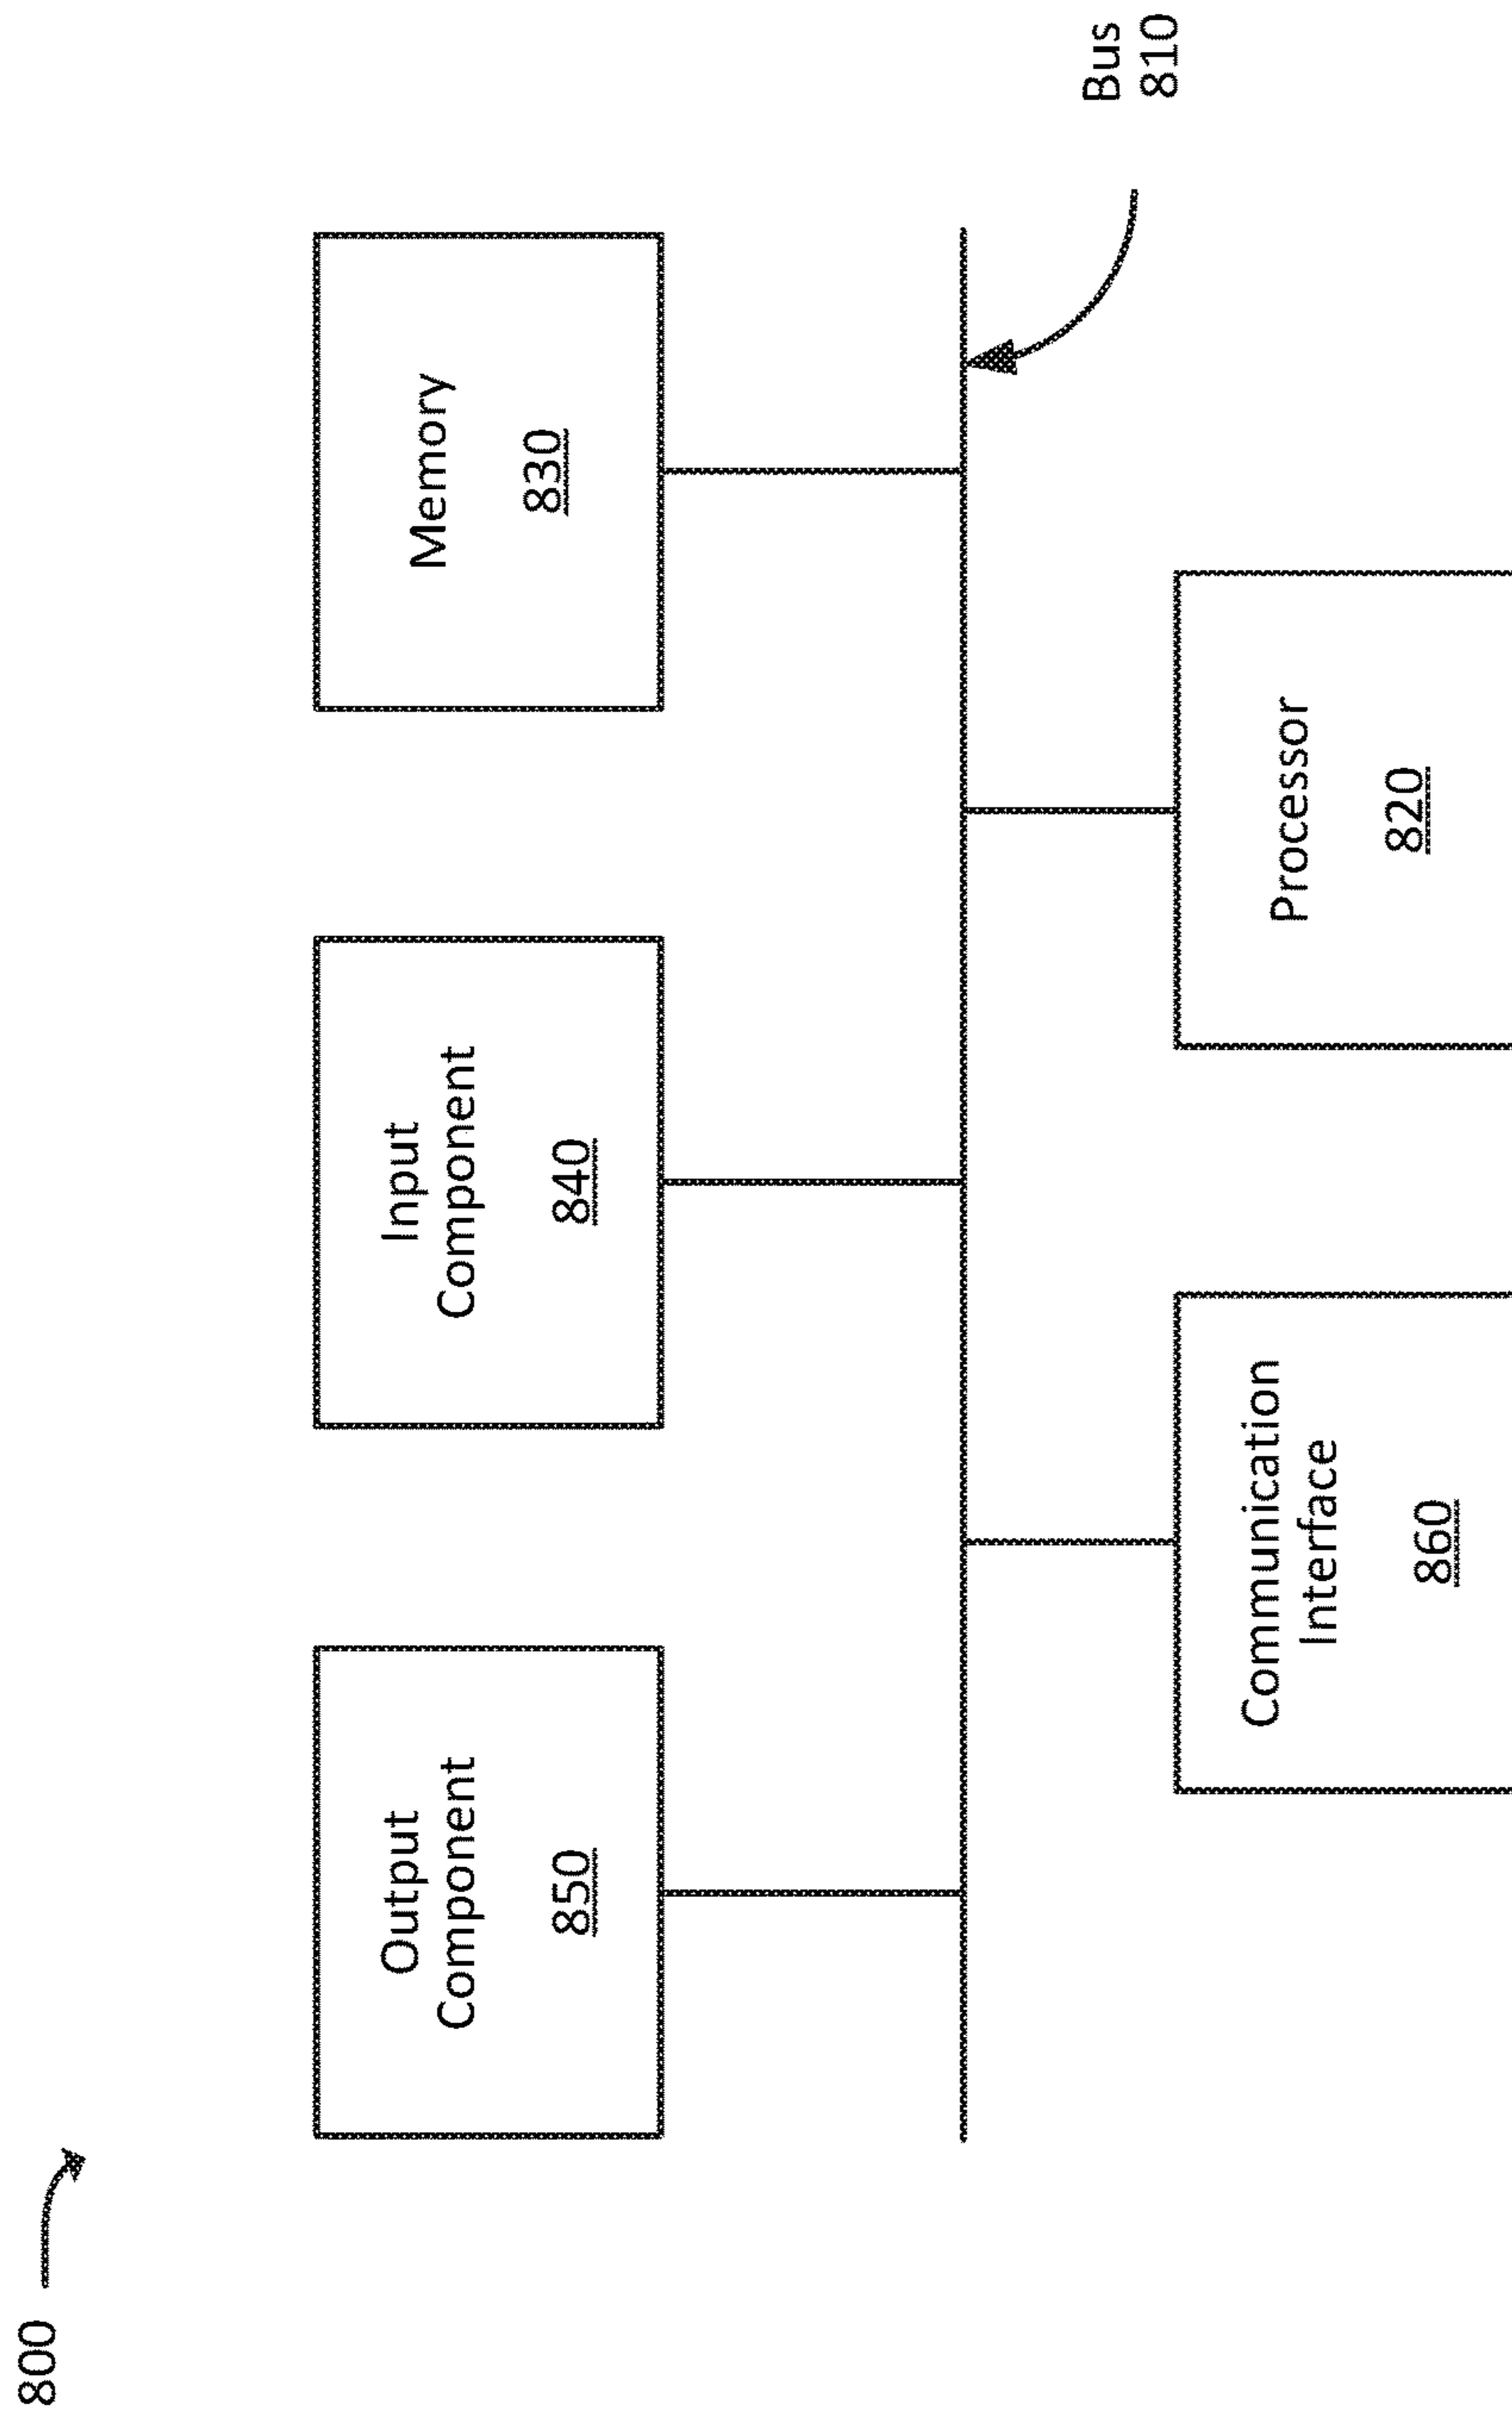 800
Output
Component
850
Input
Component
840
Memory
830
Bus
810
Communication
Interface
860
Processor
820